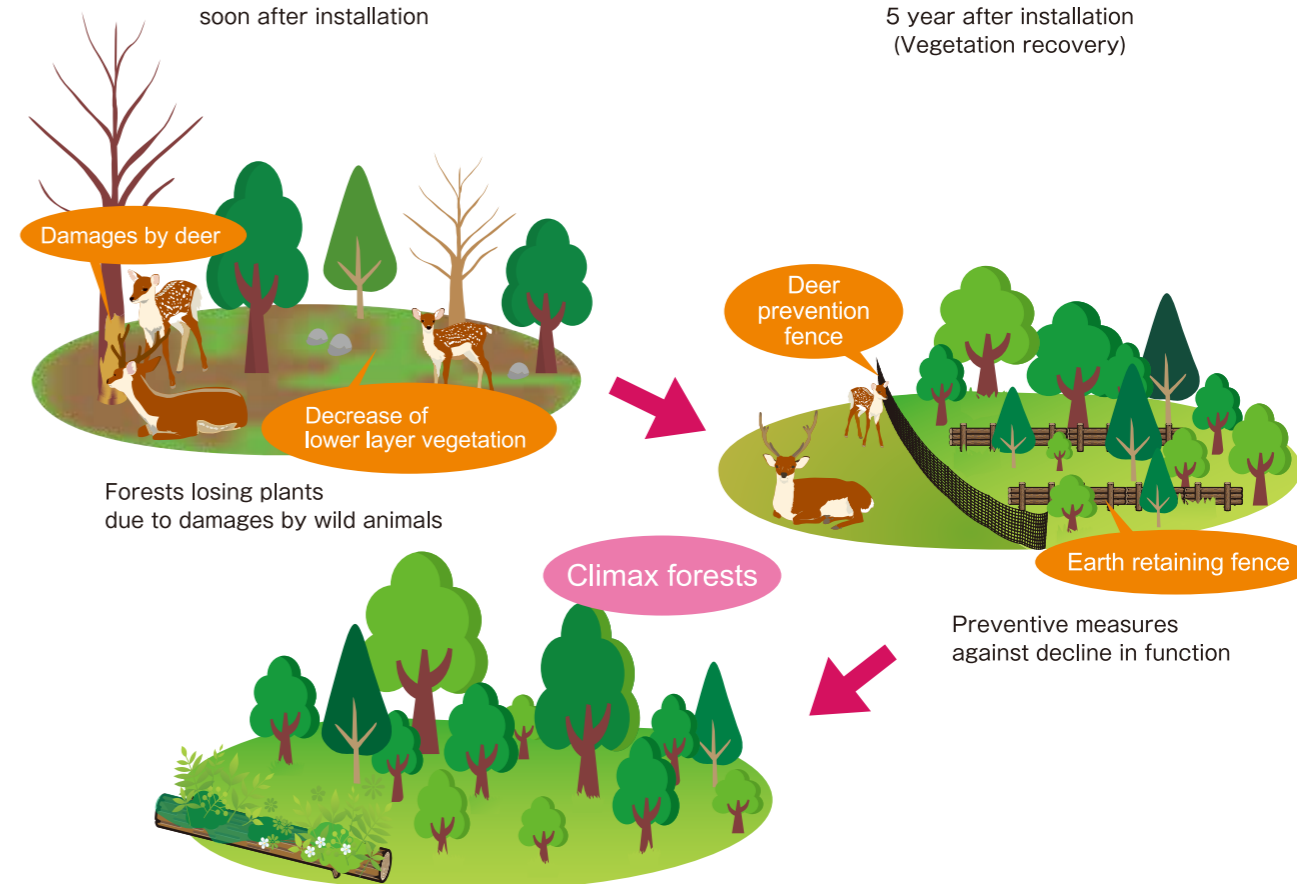 soon after installation
5 year after installation
(Vegetation recovery)
Damages by deer
Decrease of
lower layer vegetation
Forests losing plants
due to damages by wild animals
Deer
prevention
fence
Earth retaining fence
Preventive measures
against decline in function
Climax forests